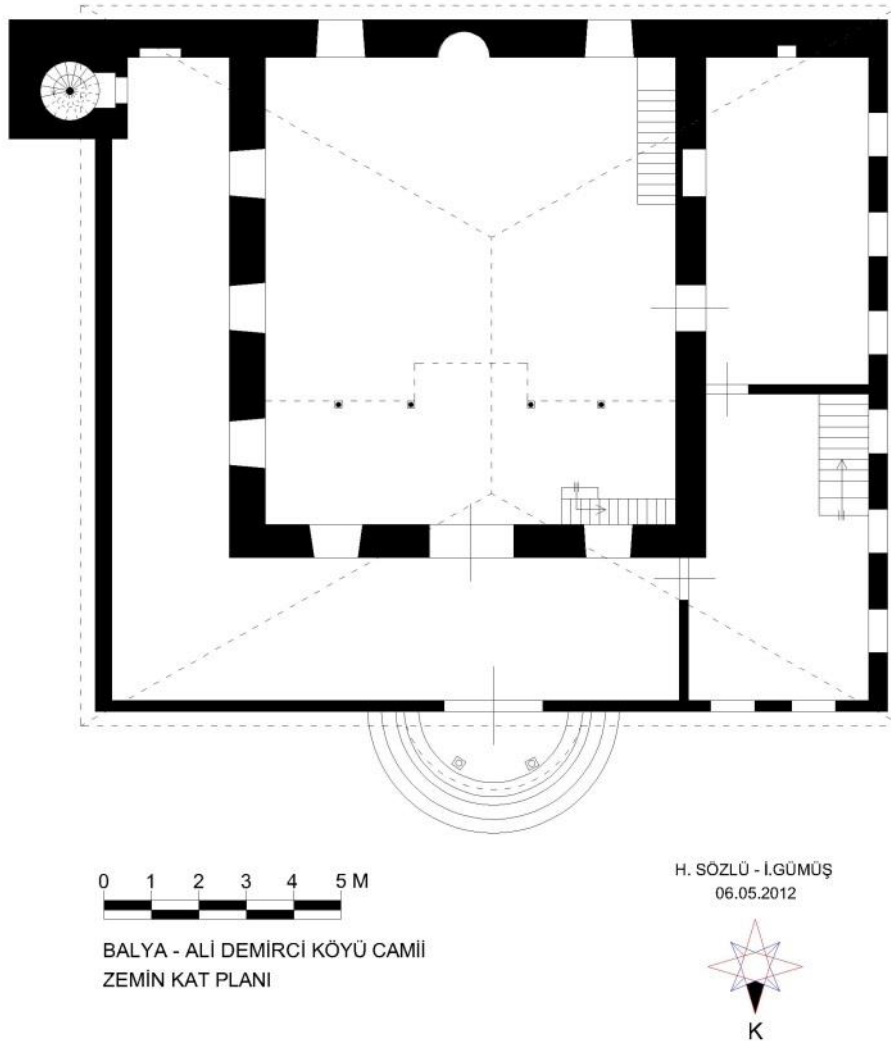 0 1 2 3 4 5 M
BALYA - ALİ DEMİRCİ KÖYÜ CAMİİ
ZEMİN KAT PLANI
H. SÖZLÜ - İ.GÜMÜŞ
06.05.2012
K